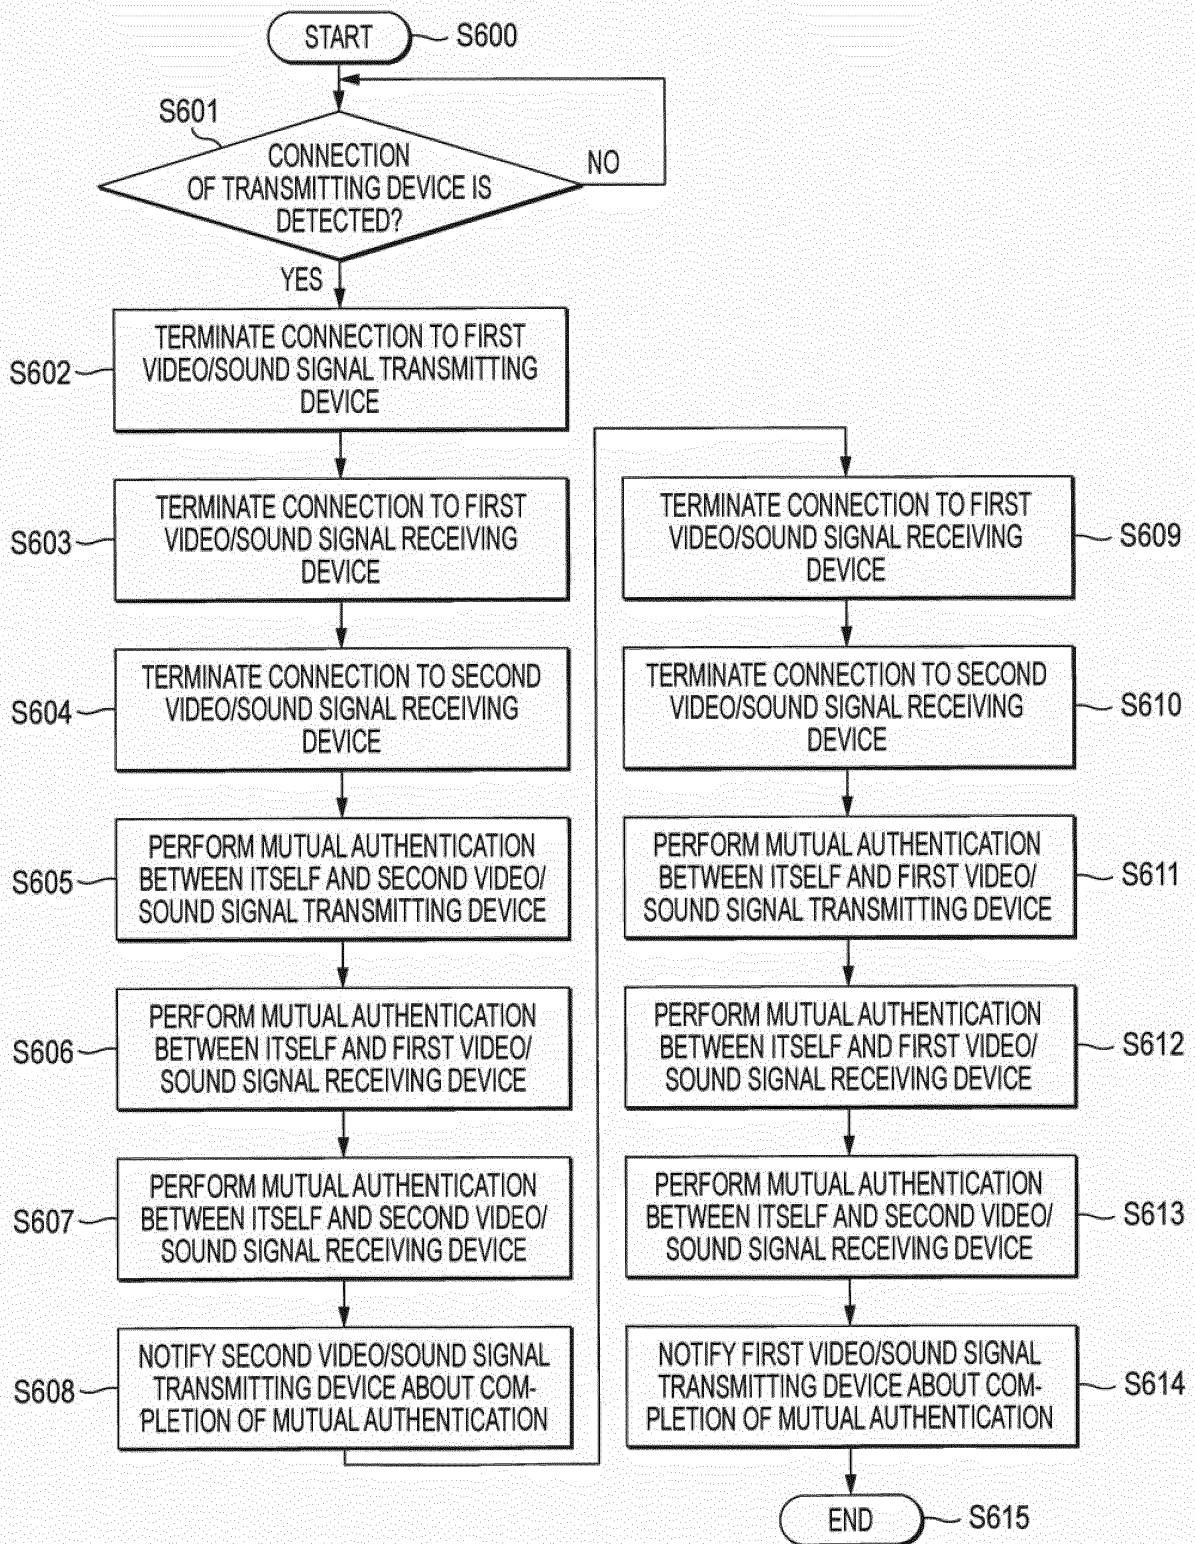 START
S600
S601
CONNECTION
OF TRANSMITTING DEVICE IS
DETECTED?
NO
YES
S602
TERMINATE CONNECTION TO FIRST
VIDEO/SOUND SIGNAL TRANSMITTING
DEVICE
S603
TERMINATE CONNECTION TO FIRST
VIDEO/SOUND SIGNAL RECEIVING
DEVICE
S604
TERMINATE CONNECTION TO SECOND
VIDEO/SOUND SIGNAL RECEIVING
DEVICE
S605
PERFORM MUTUAL AUTHENTICATION
BETWEEN ITSELF AND SECOND VIDEO/
SOUND SIGNAL TRANSMITTING DEVICE
S606
PERFORM MUTUAL AUTHENTICATION
BETWEEN ITSELF AND FIRST VIDEO/
SOUND SIGNAL RECEIVING DEVICE
S607
PERFORM MUTUAL AUTHENTICATION
BETWEEN ITSELF AND SECOND VIDEO/
SOUND SIGNAL RECEIVING DEVICE
S608
NOTIFY SECOND VIDEO/SOUND SIGNAL
TRANSMITTING DEVICE ABOUT COM-
PLETION OF MUTUAL AUTHENTICATION
TERMINATE CONNECTION TO FIRST
VIDEO/SOUND SIGNAL RECEIVING
DEVICE
S609
TERMINATE CONNECTION TO SECOND
VIDEO/SOUND SIGNAL RECEIVING
DEVICE
S610
PERFORM MUTUAL AUTHENTICATION
BETWEEN ITSELF AND FIRST VIDEO/
SOUND SIGNAL TRANSMITTING DEVICE
S611
PERFORM MUTUAL AUTHENTICATION
BETWEEN ITSELF AND FIRST VIDEO/
SOUND SIGNAL RECEIVING DEVICE
S612
PERFORM MUTUAL AUTHENTICATION
BETWEEN ITSELF AND SECOND VIDEO/
SOUND SIGNAL RECEIVING DEVICE
S613
NOTIFY FIRST VIDEO/SOUND SIGNAL
TRANSMITTING DEVICE ABOUT COM-
PLETION OF MUTUAL AUTHENTICATION
S614
END
S615